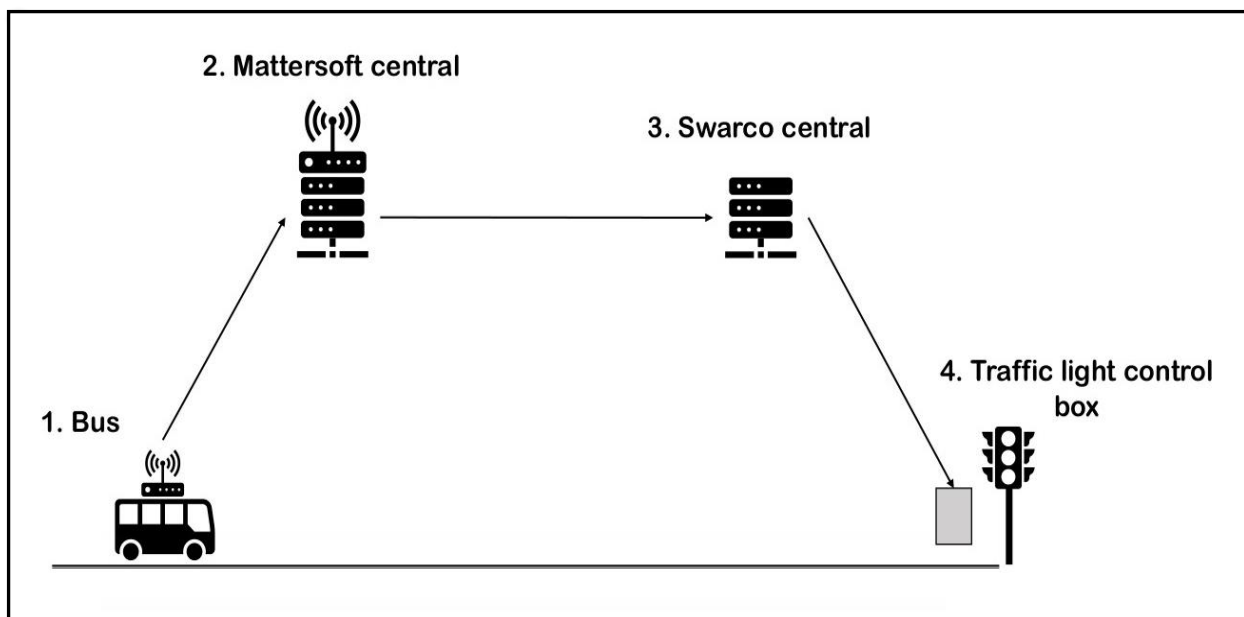 2. Mattersoft central
3. Swarco central
4. Traffic light control
box
1. Bus